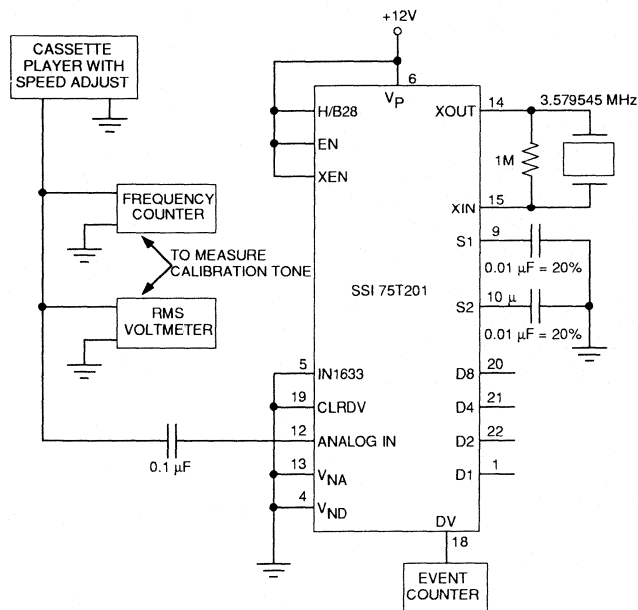 +12V
CASSETTE
PLAYER WITH
SPEED ADJUST
6
VP
H/B28
XOUT
14
3.579545 MHz
EN
1M
XEN
FREQUENCY
COUNTER
XIN
15
S1
9
TO MEASURE
CALIBRATION TONE
0.01 µF = 20%
SSI 75T201
RMS
VOLTMETER
S2
10 µ
0.01 µF = 20%
5
IN1633
D8
20
19
CLRDV
D4
21
12
ANALOG IN
D2
22
0.1 µF
13
VNA
D1
1
4
VND
DV
18
EVENT
COUNTER